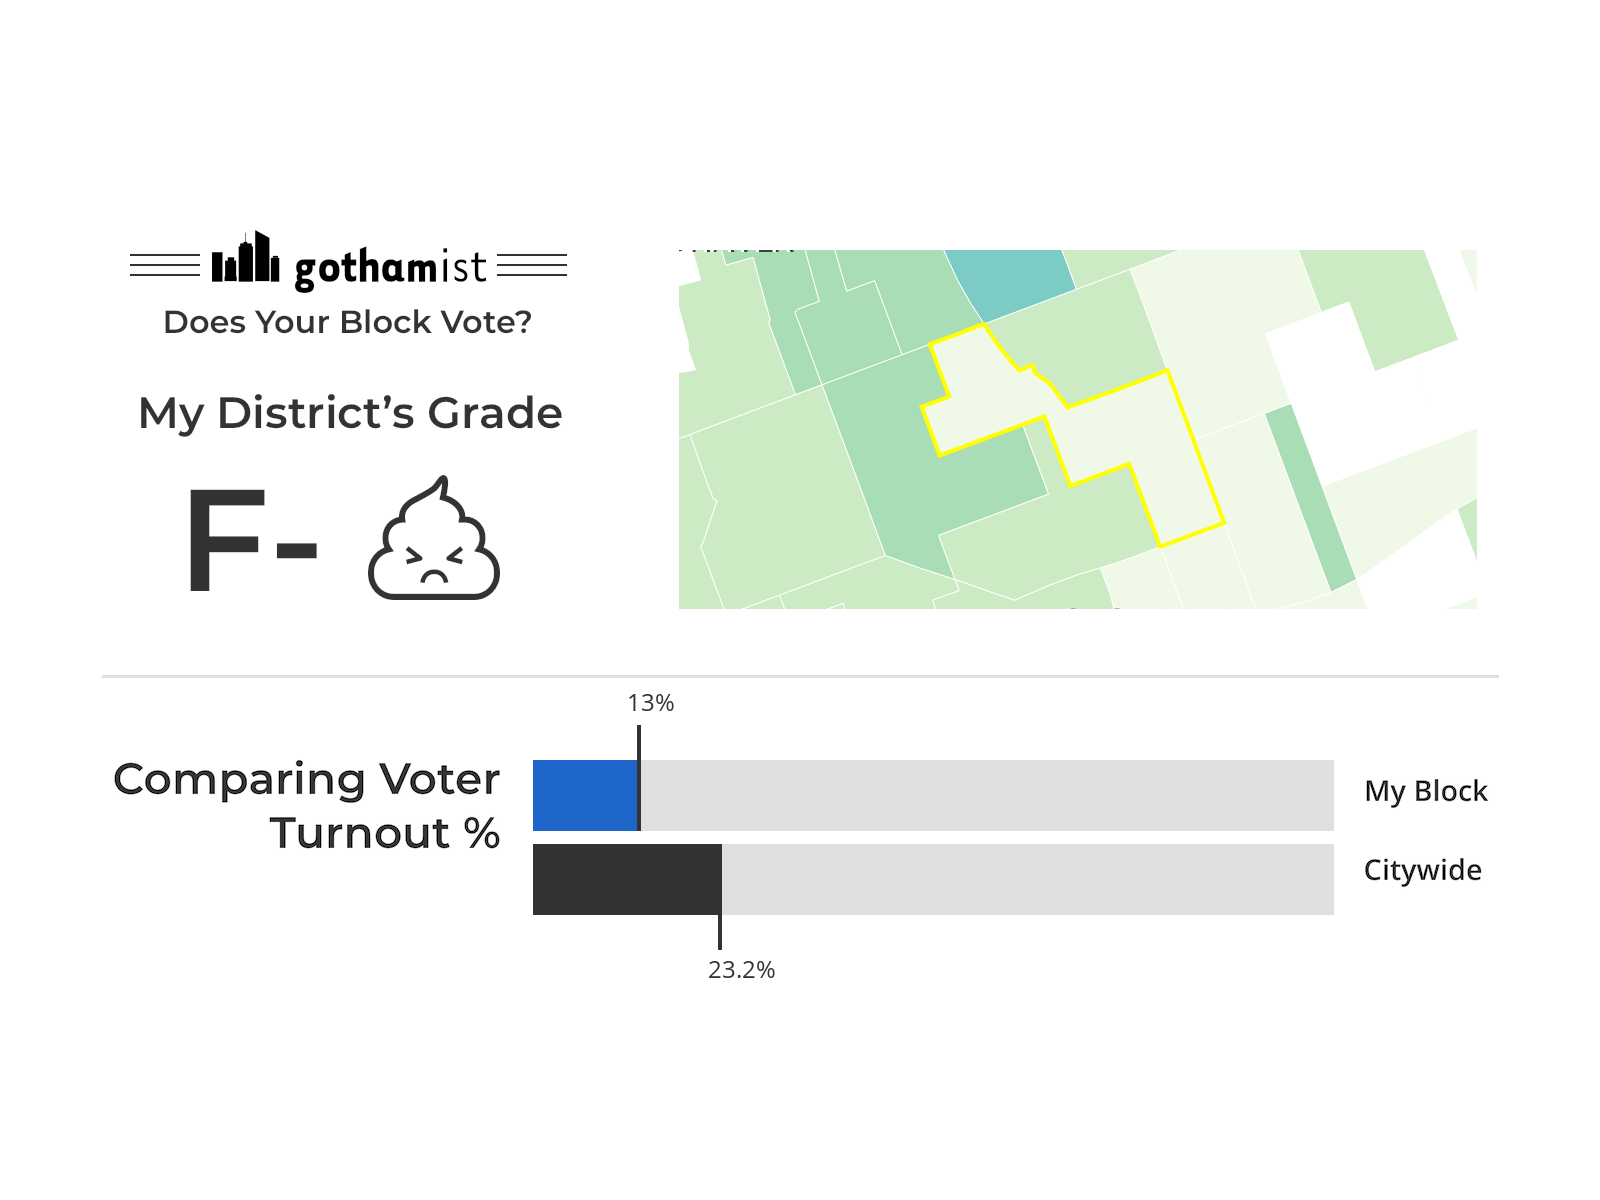 gothamist
Does Your Block Vote?
My District’s Grade
F-
13%
Comparing Voter
Turnout %
My Block
Citywide
23.2%